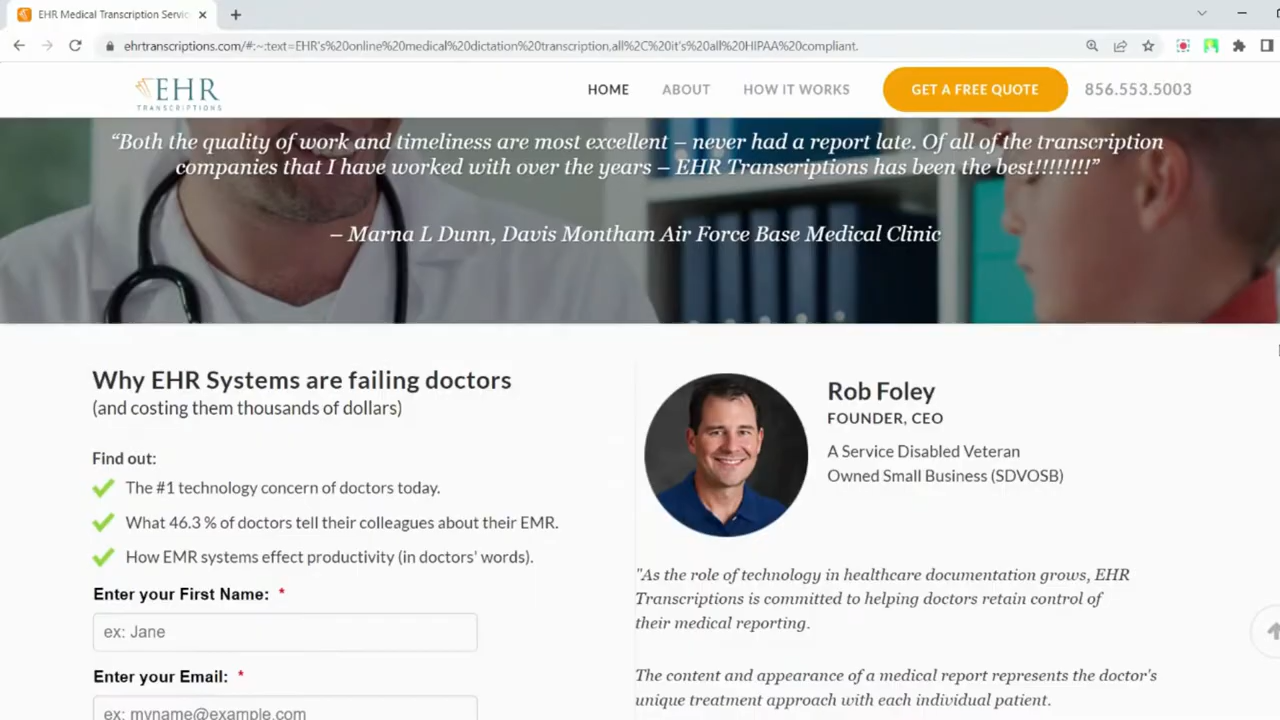 EHR Medical Transcription Servic
ehrtranscriptions.com/#:~:text=EHR's%20online%20medical%20dictation%20transcription,all%2C%20it's%20all%20HIPAA%20compliant.
EHR
TRANSCRIPTIONS
HOME
ABOUT
HOW IT WORKS
GET A FREE QUOTE
856.553.5003
“Both the quality of work and timeliness are most excellent – never had a report late. Of all of the transcription
companies that I have worked with over the years – EHR Transcriptions has been the best!!!!!!!!”
– Marna L Dunn, Davis Montham Air Force Base Medical Clinic
Why EHR Systems are failing doctors
(and costing them thousands of dollars)
Find out:
The #1 technology concern of doctors today.
What 46.3 % of doctors tell their colleagues about their EMR.
How EMR systems effect productivity (in doctors' words).
Enter your First Name: *
ex: Jane
Enter your Email: *
ex: myname@example.com
Rob Foley
FOUNDER, CEO
A Service Disabled Veteran
Owned Small Business (SDVOSB)
"As the role of technology in healthcare documentation grows, EHR
Transcriptions is committed to helping doctors retain control of
their medical reporting.
The content and appearance of a medical report represents the doctor's
unique treatment approach with each individual patient.